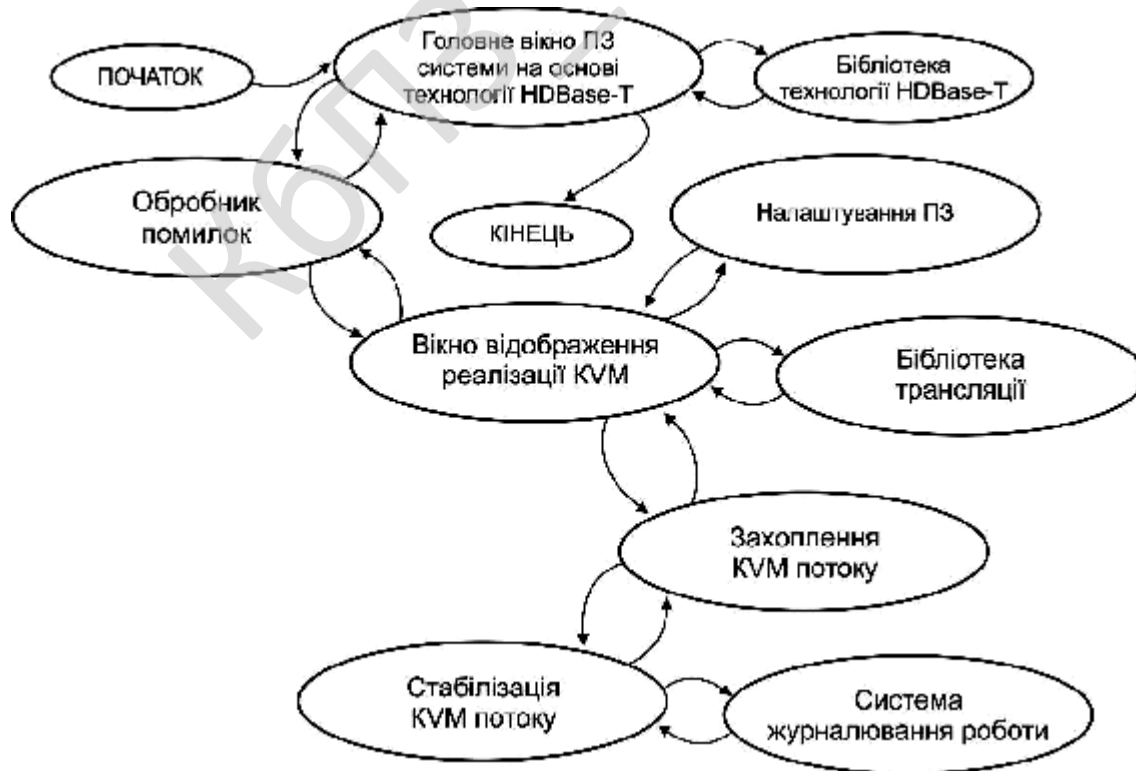 Головне вікно ПЗ
системи на основі
технології HDBase-T
ПОЧАТОК
Бібліотека
технології HDBase-T
Обробник
помилок
КІНЕЦЬ
Налаштування ПЗ
Вікно відображення
реалізації KVM
Бібліотека
трансляції
Захоплення
KVM потоку
Стабілізація
KVM потоку
Система
журналювання роботи
КбПЗ_